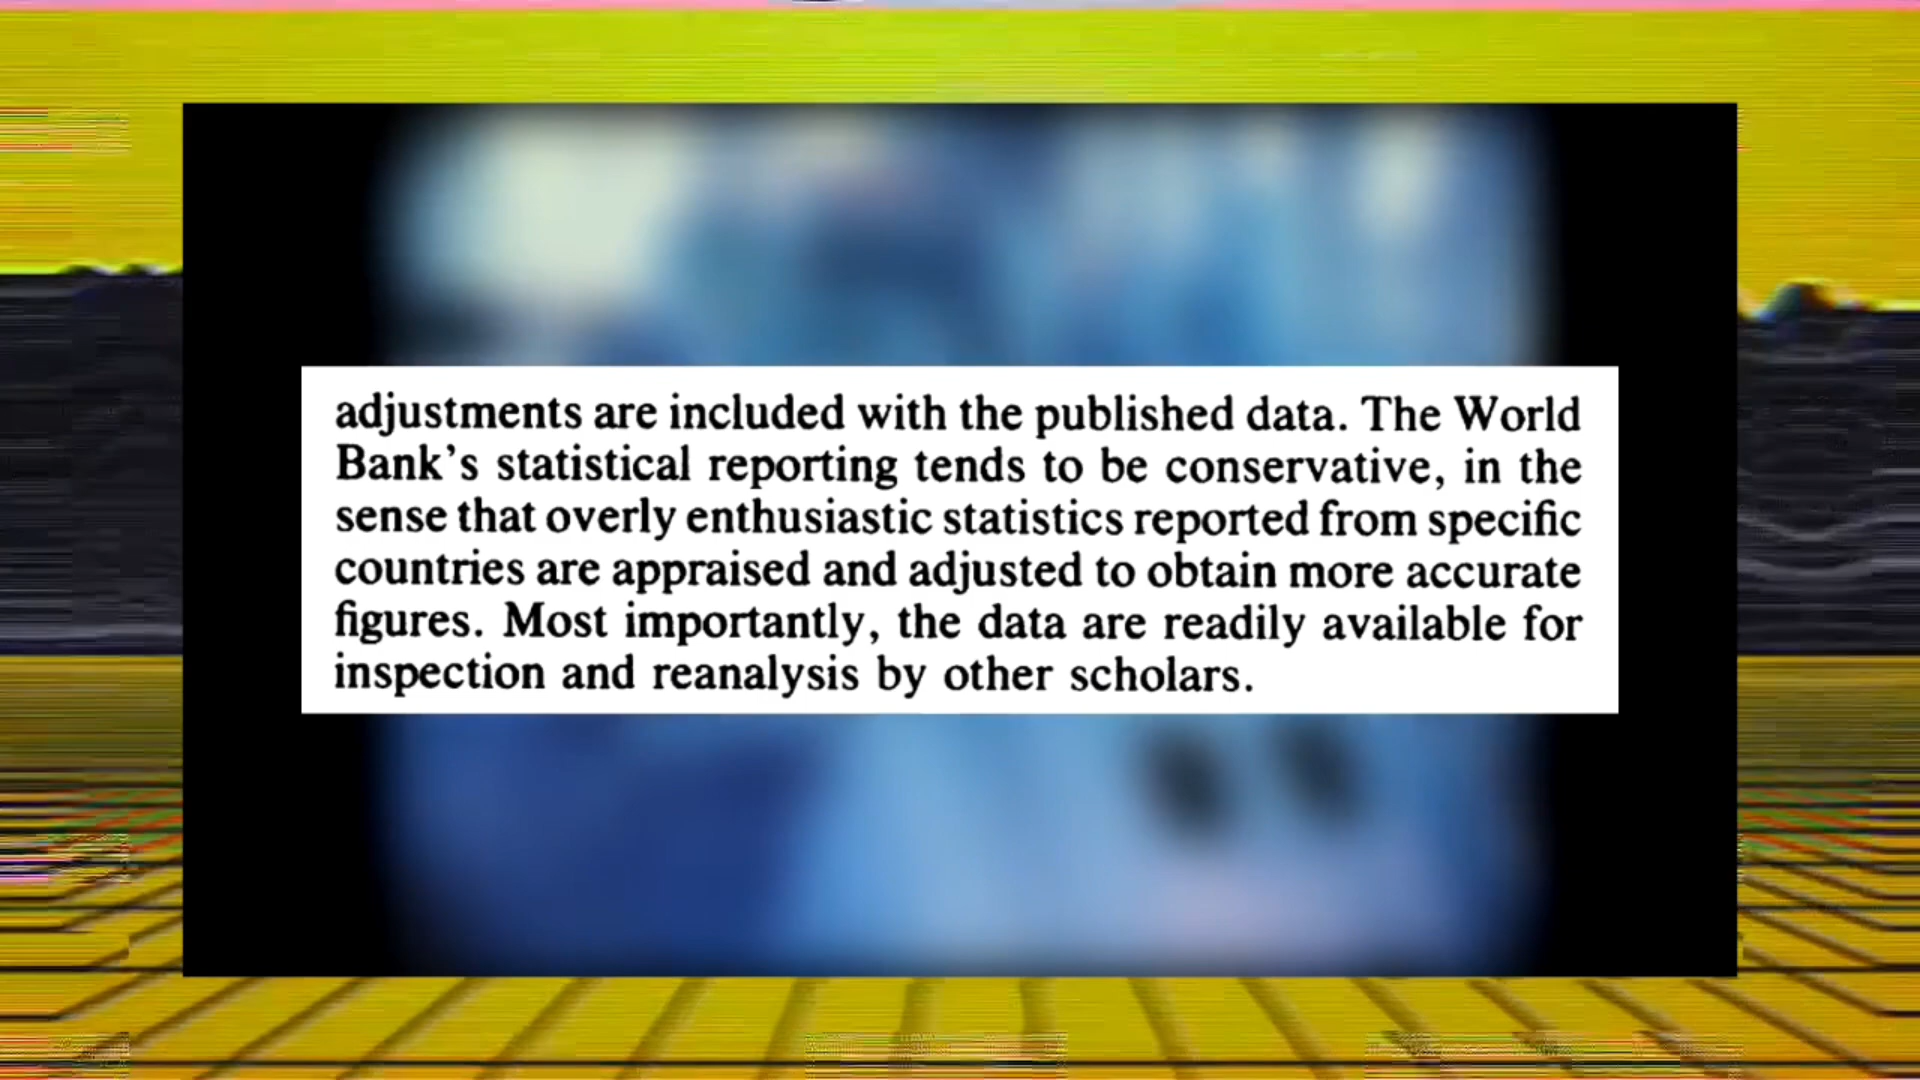 adjustments are included with the published data. The World
Bank's statistical reporting tends to be conservative, in the
sense that overly enthusiastic statistics reported from specific
countries are appraised and adjusted to obtain more accurate
figures. Most importantly, the data are readily available for
inspection and reanalysis by other scholars.